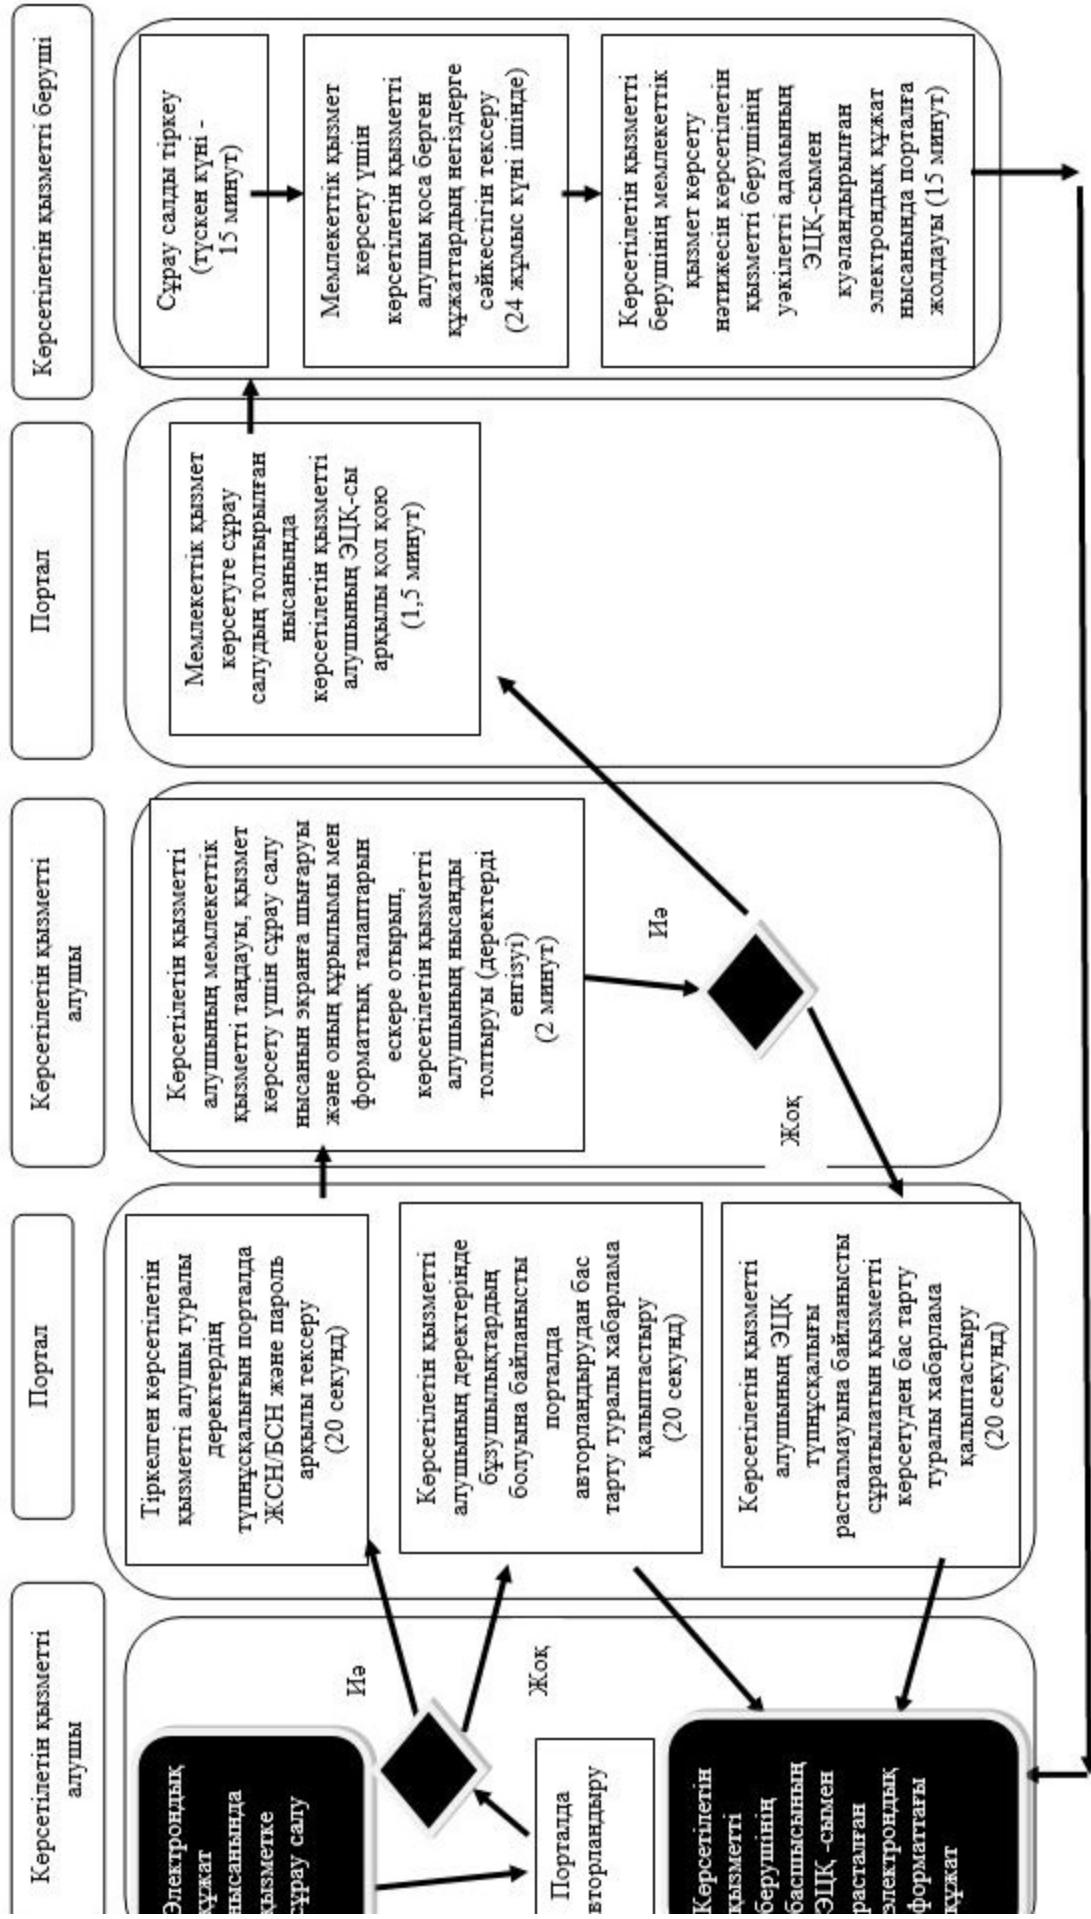 Көрсетілетін қызметті
алушы
Портал
Көрсетілетін қызметті
алушы
Портал
Көрсетілетін қызметті беруші
Электрондық
құжат
нысанында
қызметке
сұрау салу
Порталда
авторландыру
Иә
Жоқ
Көрсетілетін
қызметті
берушінің
басшысының
ЭЦҚ -сымен
расталған
электрондық
форматтағы
құжат
Тіркелген көрсетілетін
қызметті алушы туралы
деректердің
түпнұсқалығын порталда
ЖСН/БСН және пароль
арқылы тексеру
(20 секунд)
Көрсетілетін қызметті
алушының деректерінде
бұзушылықтардың
болуына байланысты
порталда
авторландырудан бас
тарту туралы хабарлама
қалыптастыру
(20 секунд)
Көрсетілетін қызметті
алушының ЭЦҚ
түпнұсқалығы
расталмауына байланысты
сұратылатын қызметті
көрсетуден бас тарту
туралы хабарлама
қалыптастыру
(20 секунд)
Көрсетілетін қызметті
алушының мемлекеттік
қызметті таңдауы, қызмет
көрсету үшін сұрау салу
нысанын экранға шығаруы
және оның құрылымы мен
форматтық талаптарын
ескере отырып,
көрсетілетін қызметті
алушының нысанды
толтыруы (деректерді
енгізуі)
(2 минут)
Иә
Жоқ
Мемлекеттік қызмет
көрсетуге сұрау
салудың толтырылған
нысанында
көрсетілетін қызметті
алушының ЭЦҚ-сы
арқылы қол қою
(1,5 минут)
Сұрау салды тіркеу
(түскен күні -
15 минут)
Мемлекетік қызмет
көрсету үшін
көрсетілетін қызметті
алушы қоса берген
құжаттардың негіздерге
сәйкестігін тексеру
(24 жұмыс күні ішінде)
Көрсетілетін қызметті
берушінің мемлекеттік
қызмет көрсету
нәтижесін көрсетілетін
қызметті берушінің
уәкілетті адамының
ЭЦҚ-сымен
куәландырылған
электрондық құжат
нысанында порталға
жолдауы (15 минут)